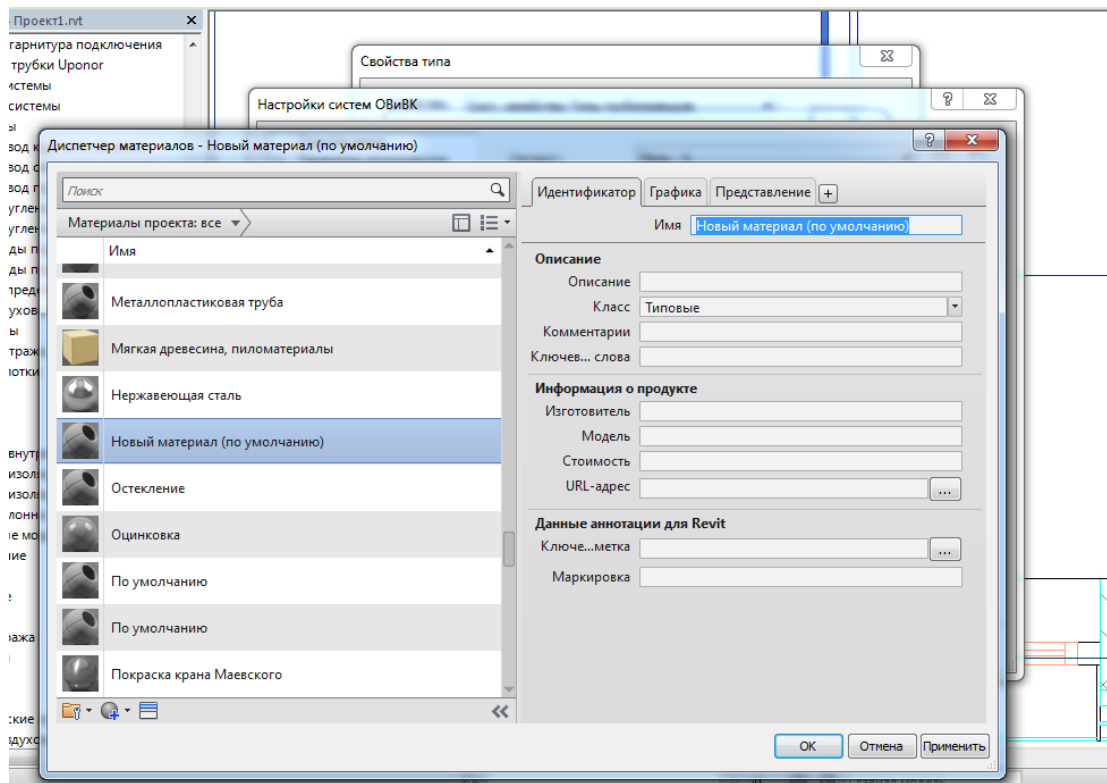 Проект1.rvt
гарнитура подключения
трубки Uponor
истемы
системы
Свойства типа
Настройки систем ОВиВК
Диспетчер материалов - Новый материал (по умолчанию)
Поиск
Материалы проекта: все
Имя
Металлопластиковая труба
Мягкая древесина, пиломатериалы
Нержавеющая сталь
Новый материал (по умолчанию)
Остекление
Оцинковка
По умолчанию
По умолчанию
Покраска крана Маевского
Идентификатор Графика Представление +
Имя Новый материал (по умолчанию)
Описание
Описание
Класс Типовые
Комментарии
Ключев... слова
Информация о продукте
Изготовитель
Модель
Стоимость
URL-адрес ...
Данные аннотации для Revit
Ключе...метка ...
Маркировка
ОК Отмена Применить